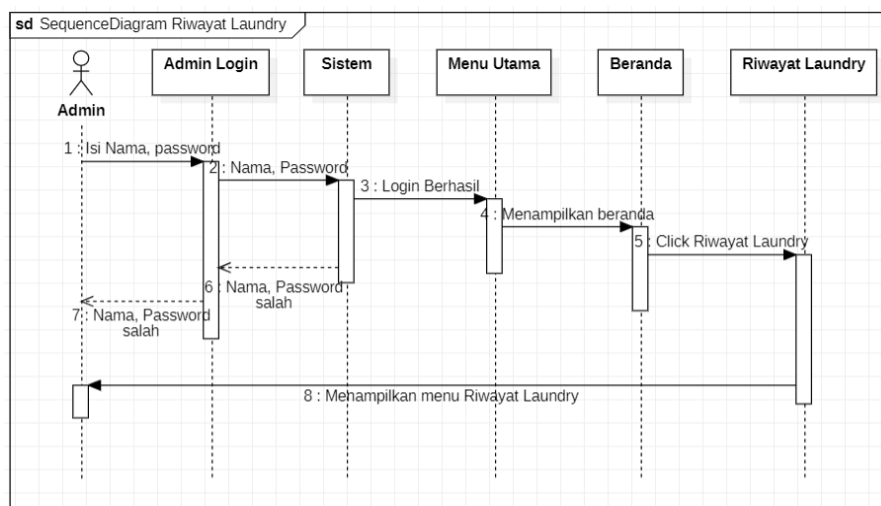 sd SequenceDiagram Riwayat Laundry
Admin
Admin Login
Sistem
Menu Utama
Beranda
Riwayat Laundry
1 : Isi Nama, password
2 : Nama, Password
3 : Login Berhasil
4 : Menampilkan beranda
5 : Click Riwayat Laundry
6 : Nama, Password
salah
7 : Nama, Password
salah
8 : Menampilkan menu Riwayat Laundry